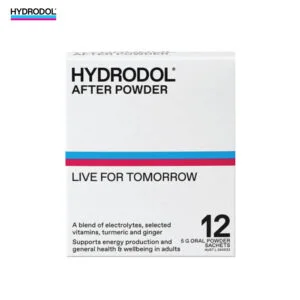 HYDRODOL®
HYDRODOL®
AFTER POWDER
LIVE FOR TOMORROW
A blend of electrolytes, selected
vitamins, turmeric and ginger
Supports energy production and
general health & wellbeing in adults
12
5 G ORAL POWDER
SACHETS